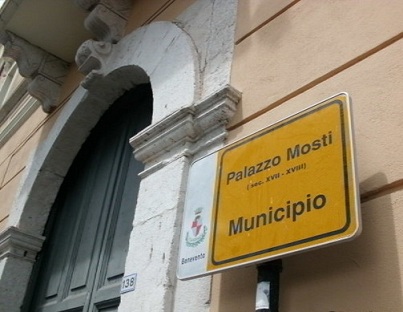 Palazzo Mosti
( sec. XVII - XVIII)
Municipio
Benevento
138